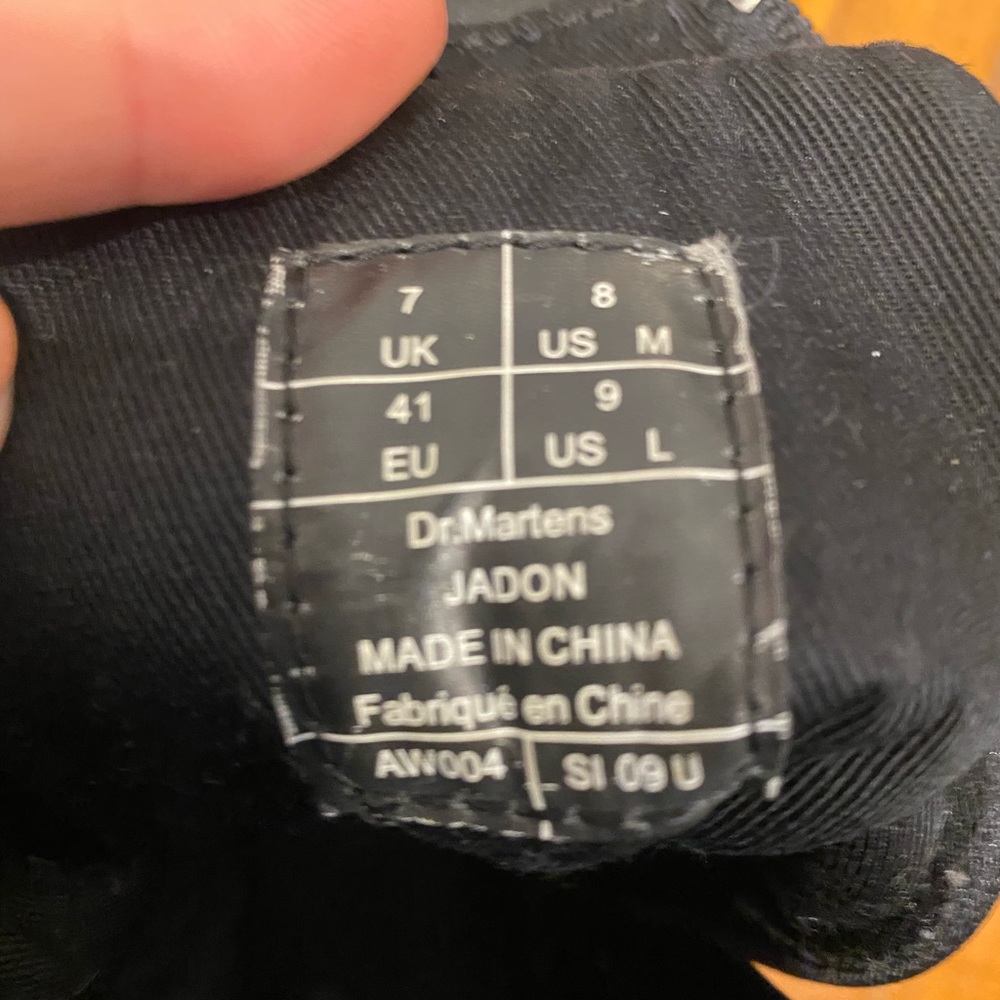 7 8
UK US M
41 9
EU US L
Dr.Martens
JADON
MADE IN CHINA
Fabriqué en Chine
AW004 SI 09 U